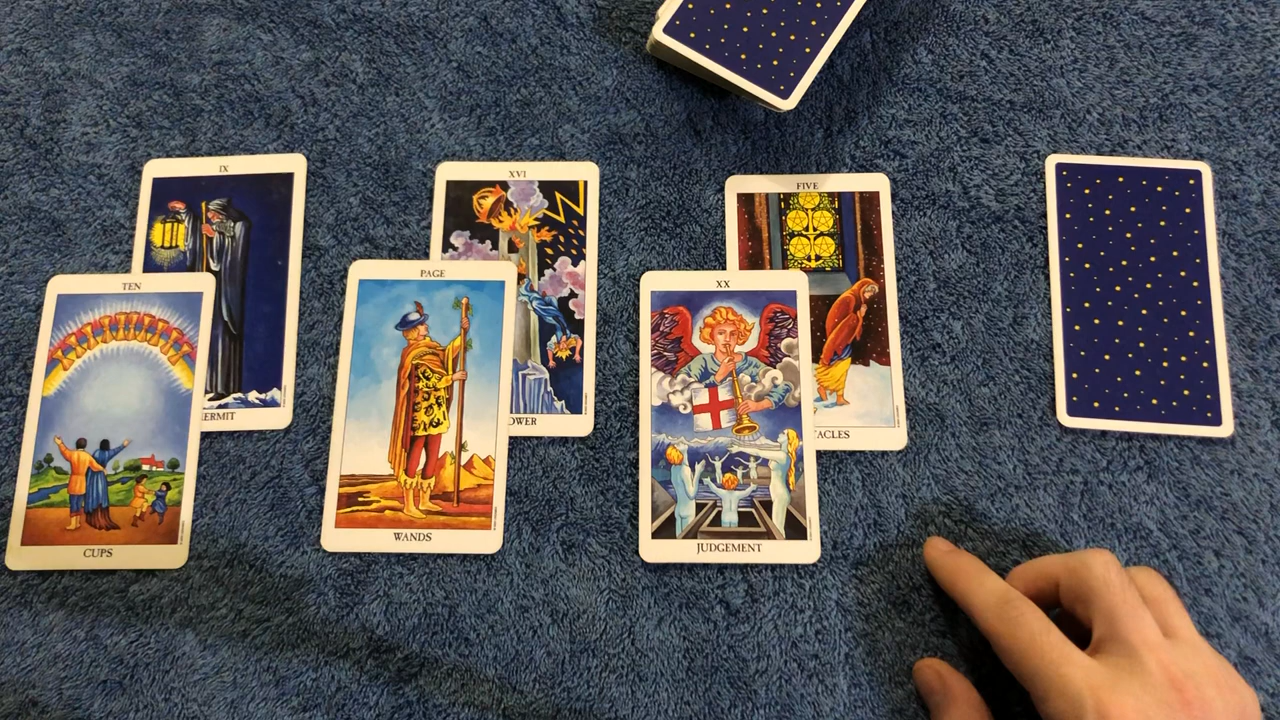 IX
XVI
FIVE
TEN
PAGE
XX
CUPS
WANDS
JUDGEMENT
ERMIT
OWER
TACLES